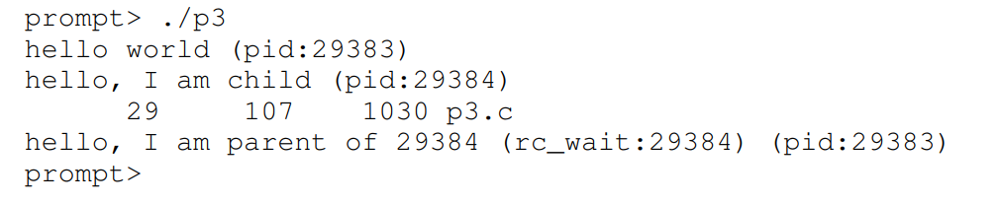 prompt> ./p3
hello world (pid:29383)
hello, I am child (pid:29384)
      29     107    1030 p3.c
hello, I am parent of 29384 (rc_wait:29384) (pid:29383)
prompt>